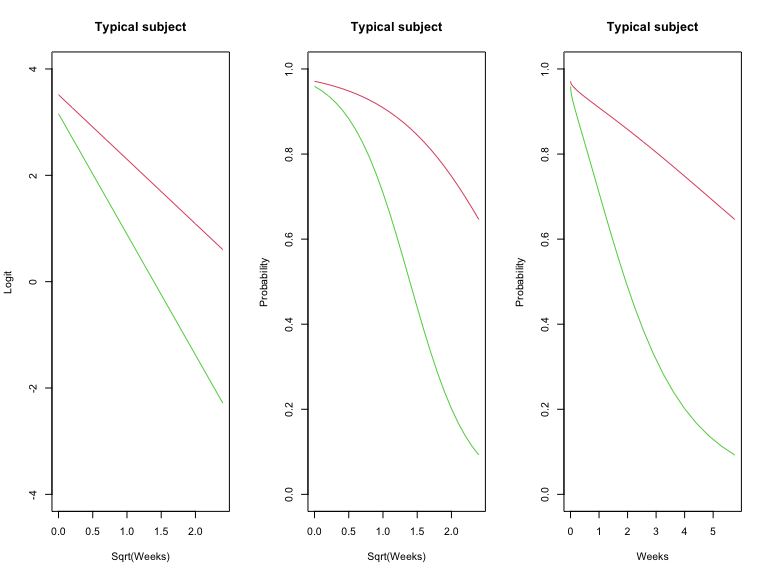 Typical subject
Logit
4
2
0
-2
-4
0.0 0.5 1.0 1.5 2.0
Sqrt(Weeks)
Typical subject
Probability
1.0
0.8
0.6
0.4
0.2
0.0
0.0 0.5 1.0 1.5 2.0
Sqrt(Weeks)
Typical subject
Probability
1.0
0.8
0.6
0.4
0.2
0.0
0 1 2 3 4 5
Weeks